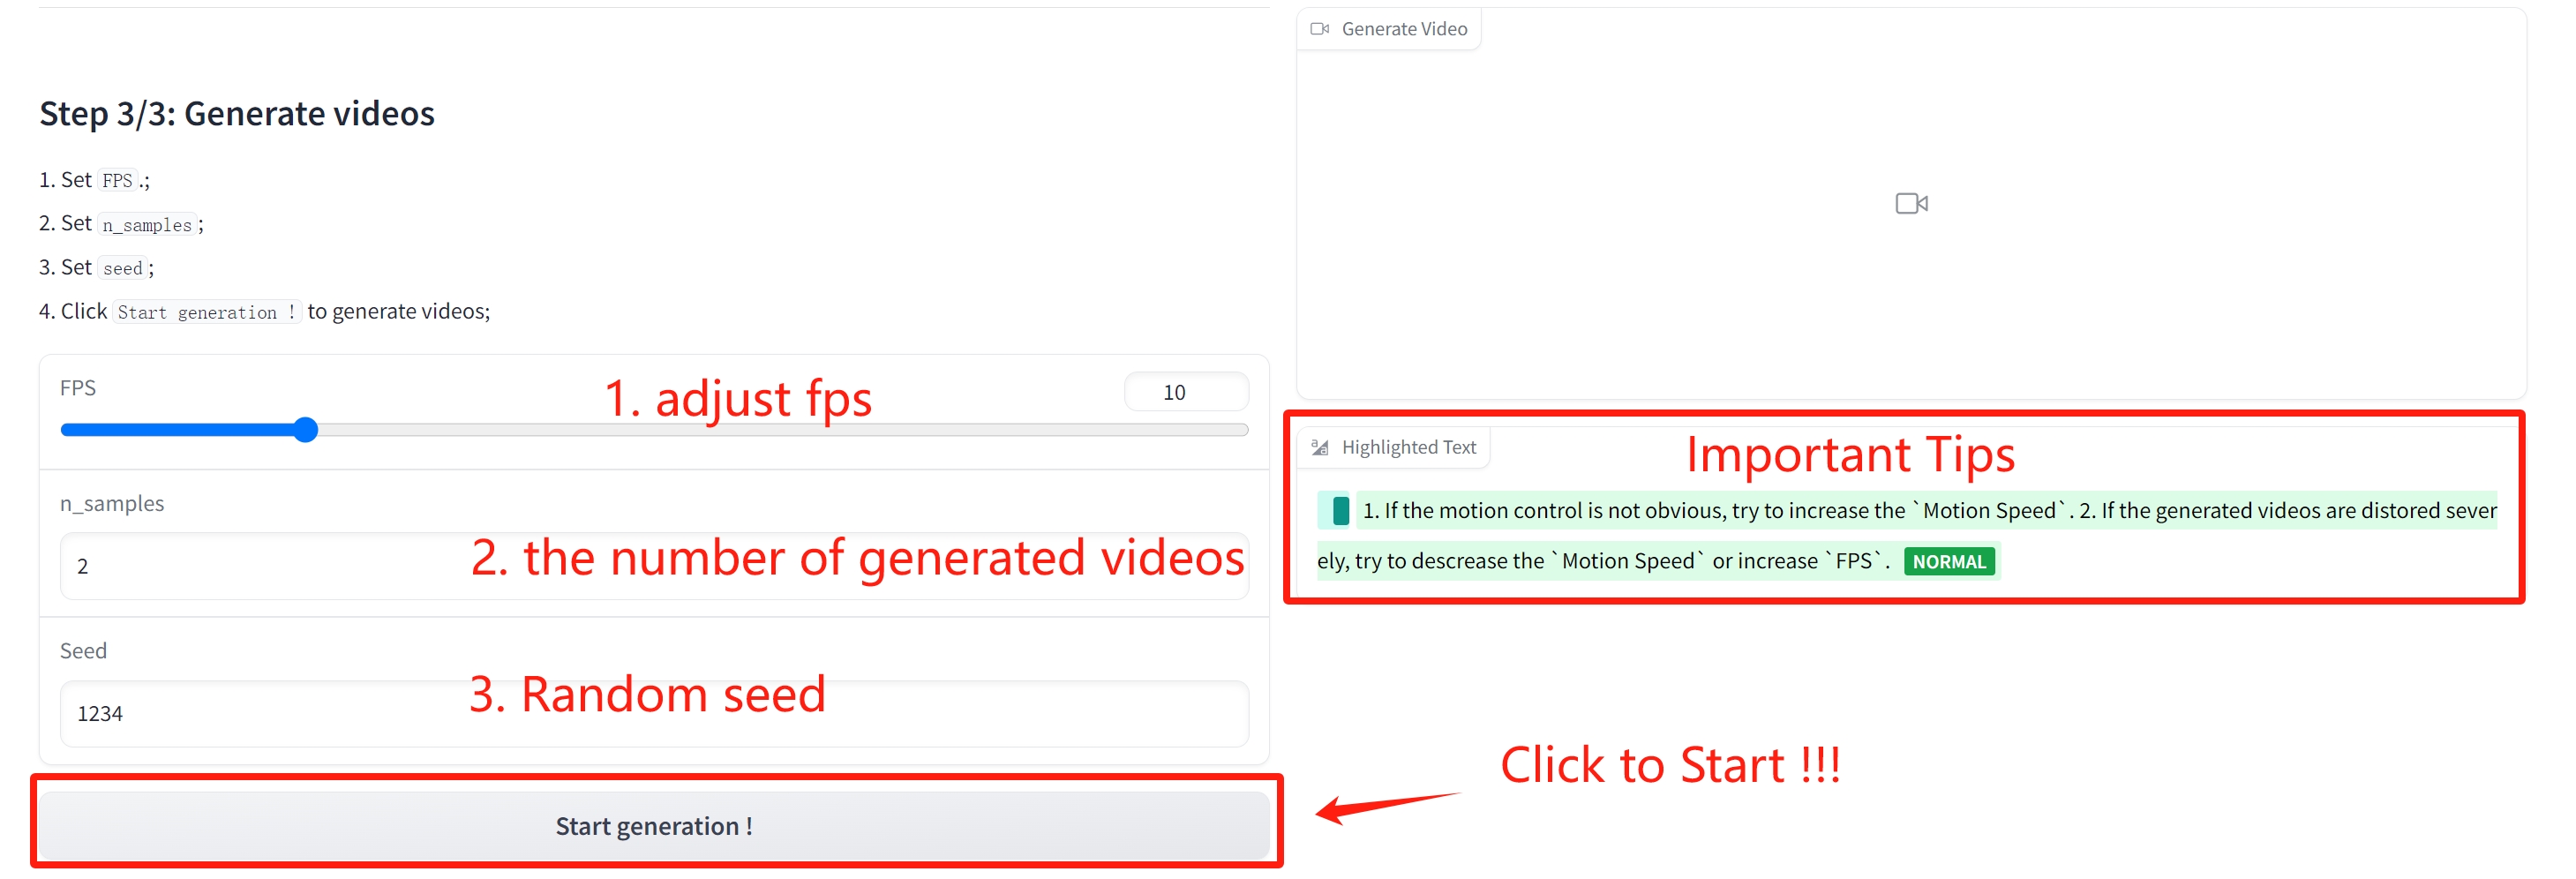 Step 3/3: Generate videos
1. Set FPS.;
2. Set n_samples;
3. Set seed;
4. Click Start generation ! to generate videos;
FPS
1. adjust fps
10
n_samples
2
2. the number of generated videos
Seed
1234
3. Random seed
Start generation !
Click to Start !!!
Generate Video
Highlighted Text
Important Tips
1. If the motion control is not obvious, try to increase the `Motion Speed`. 2. If the generated videos are distored sever
ely, try to descrease the `Motion Speed` or increase `FPS`. NORMAL